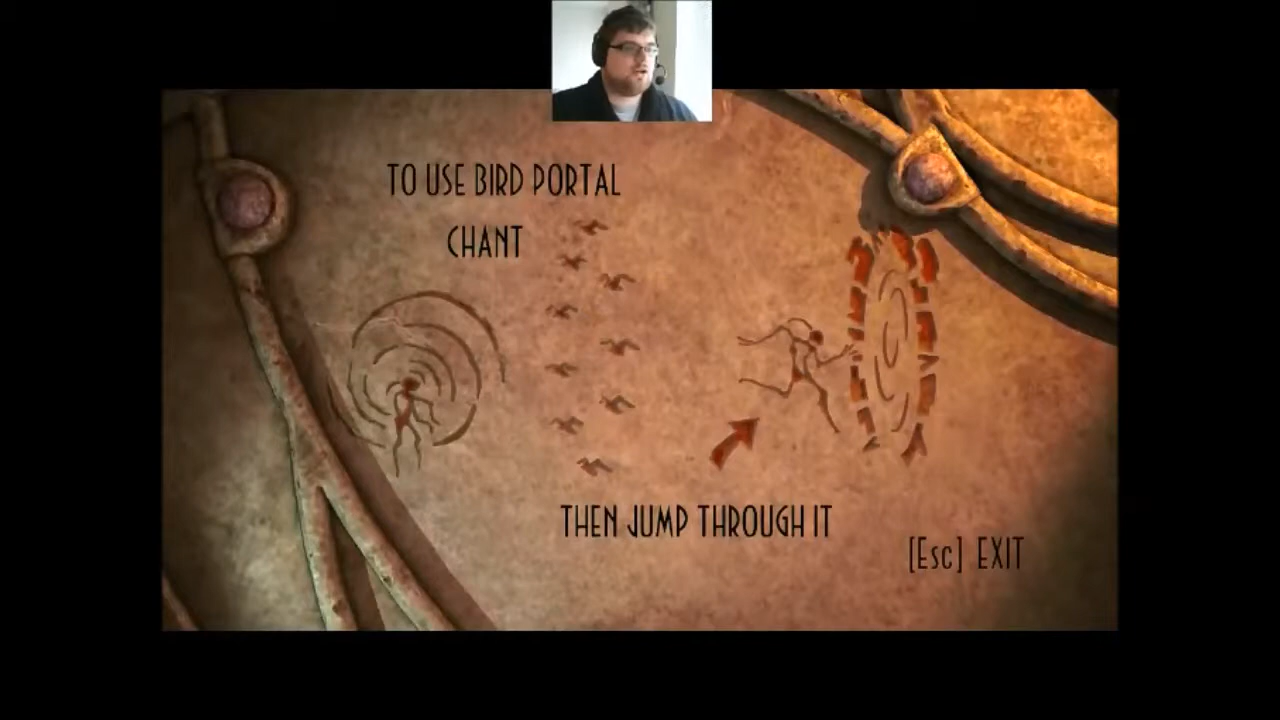 TO USE BIRD PORTAL
CHANT
THEN JUMP THROUGH IT
[Esc] EXIT